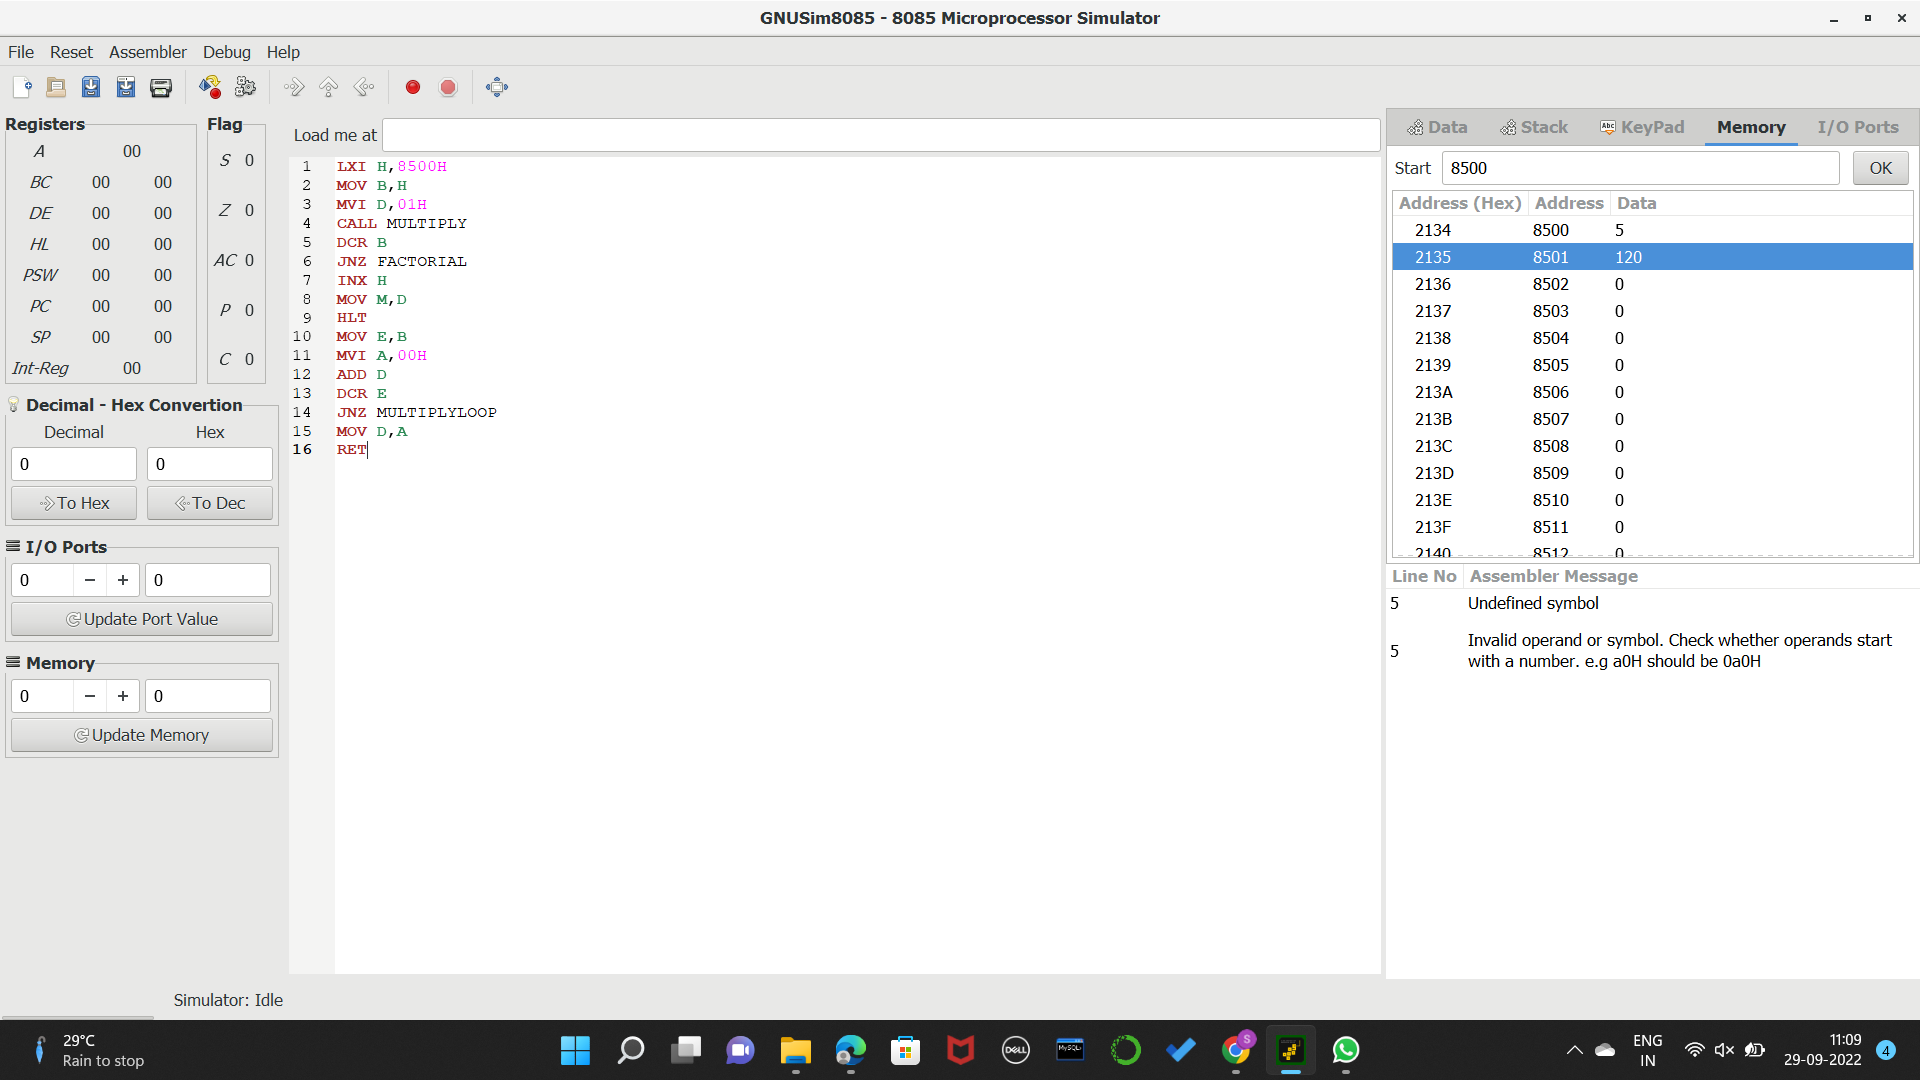 GNUSim8085 - 8085 Microprocessor Simulator
File Reset Assembler Debug Help
Registers
A 00
BC 00 00
DE 00 00
HL 00 00
PSW 00 00
PC 00 00
SP 00 00
Int-Reg 00
Flag
S 0
Z 0
AC 0
P 0
C 0
Decimal - Hex Convertion
Decimal Hex
0 0
To Hex To Dec
I/O Ports
0 − + 0
Update Port Value
Memory
0 − + 0
Update Memory
Load me at
1 LXI H,8500H
2 MOV B,H
3 MVI D,01H
4 CALL MULTIPLY
5 DCR B
6 JNZ FACTORIAL
7 INX H
8 MOV M,D
9 HLT
10 MOV E,B
11 MVI A,00H
12 ADD D
13 DCR E
14 JNZ MULTIPLYLOOP
15 MOV D,A
16 RET
Data Stack Abc KeyPad Memory I/O Ports
Start 8500 OK
Address (Hex) Address Data
2134 8500 5
2135 8501 120
2136 8502 0
2137 8503 0
2138 8504 0
2139 8505 0
213A 8506 0
213B 8507 0
213C 8508 0
213D 8509 0
213E 8510 0
213F 8511 0
2140 8512 0
Line No Assembler Message
5 Undefined symbol
5 Invalid operand or symbol. Check whether operands start
with a number. e.g a0H should be 0a0H
Simulator: Idle
29°C
Rain to stop
DELL
MySQL
S
ENG
IN
11:09
29-09-2022
4